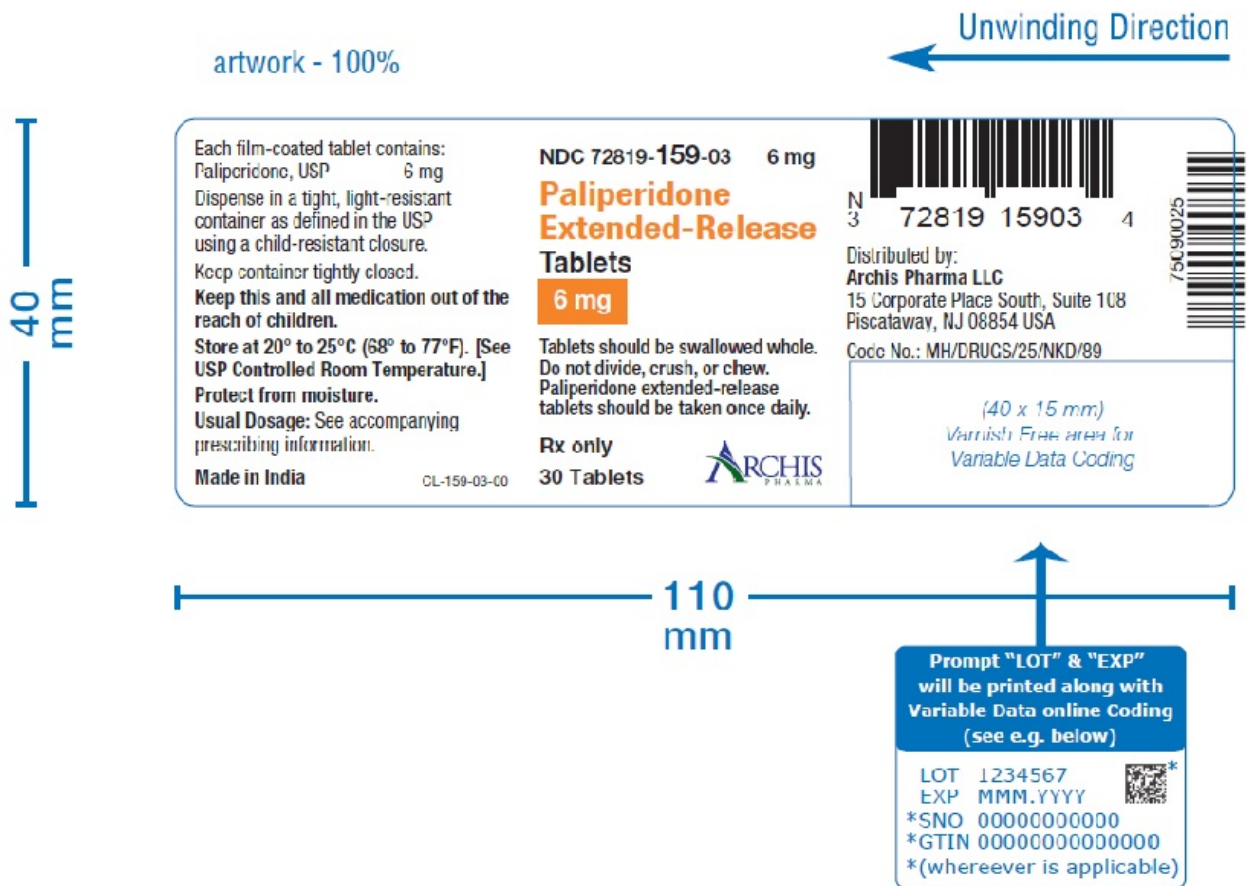 Unwinding Direction
artwork - 100%
40
mm
Each film-coated tablet contains:
Paliperidone, USP 6 mg
Dispense in a tight, light-resistant
container as defined in the USP
using a child-resistant closure.
Keep container tightly closed.
Keep this and all medication out of the
reach of children.
Store at 20° to 25°C (68° to 77°F). [See
USP Controlled Room Temperature.]
Protect from moisture.
Usual Dosage: See accompanying
prescribing information.
Made in India CL-159-03-00
NDC 72819-159-03 6 mg
Paliperidone
Extended-Release
Tablets
6 mg
Tablets should be swallowed whole.
Do not divide, crush, or chew.
Paliperidone extended-release
tablets should be taken once daily.
Rx only
30 Tablets
ARCHIS
PHARMA
N
3 72819 15903 4
75090025
Distributed by:
Archis Pharma LLC
15 Corporate Place South, Suite 108
Piscataway, NJ 08854 USA
Code No.: MH/DRUGS/25/NKD/89
(40 x 15 mm)
Varnish Free area for
Variable Data Coding
110
mm
Prompt "LOT" & "EXP"
will be printed along with
Variable Data online Coding
(see e.g. below)
LOT 1234567 *
EXP MMM.YYYY
*SNO 00000000000
*GTIN 00000000000000
*(whereever is applicable)